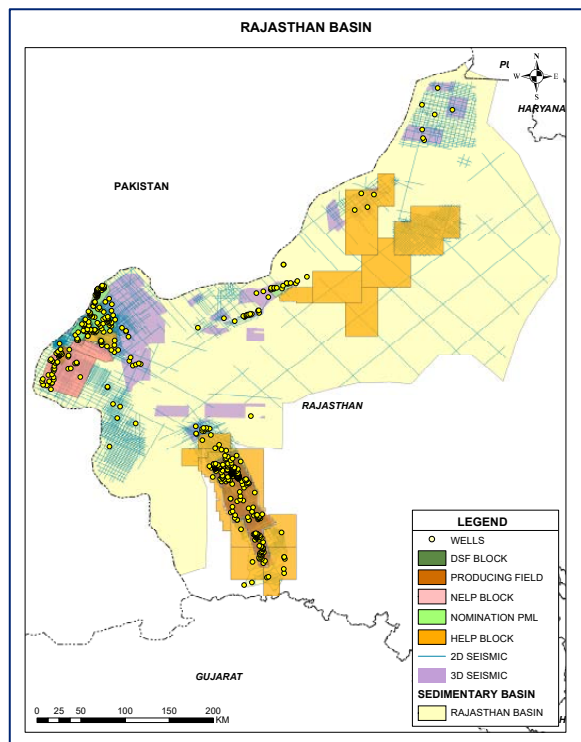 RAJASTHAN BASIN
PU
N
W E
S
HARYANA
PAKISTAN
RAJASTHAN
GUJARAT
LEGEND
WELLS
DSF BLOCK
PRODUCING FIELD
NELP BLOCK
NOMINATION PML
HELP BLOCK
2D SEISMIC
3D SEISMIC
SEDIMENTARY BASIN
RAJASTHAN BASIN
0 25 50 100 150 200
KM